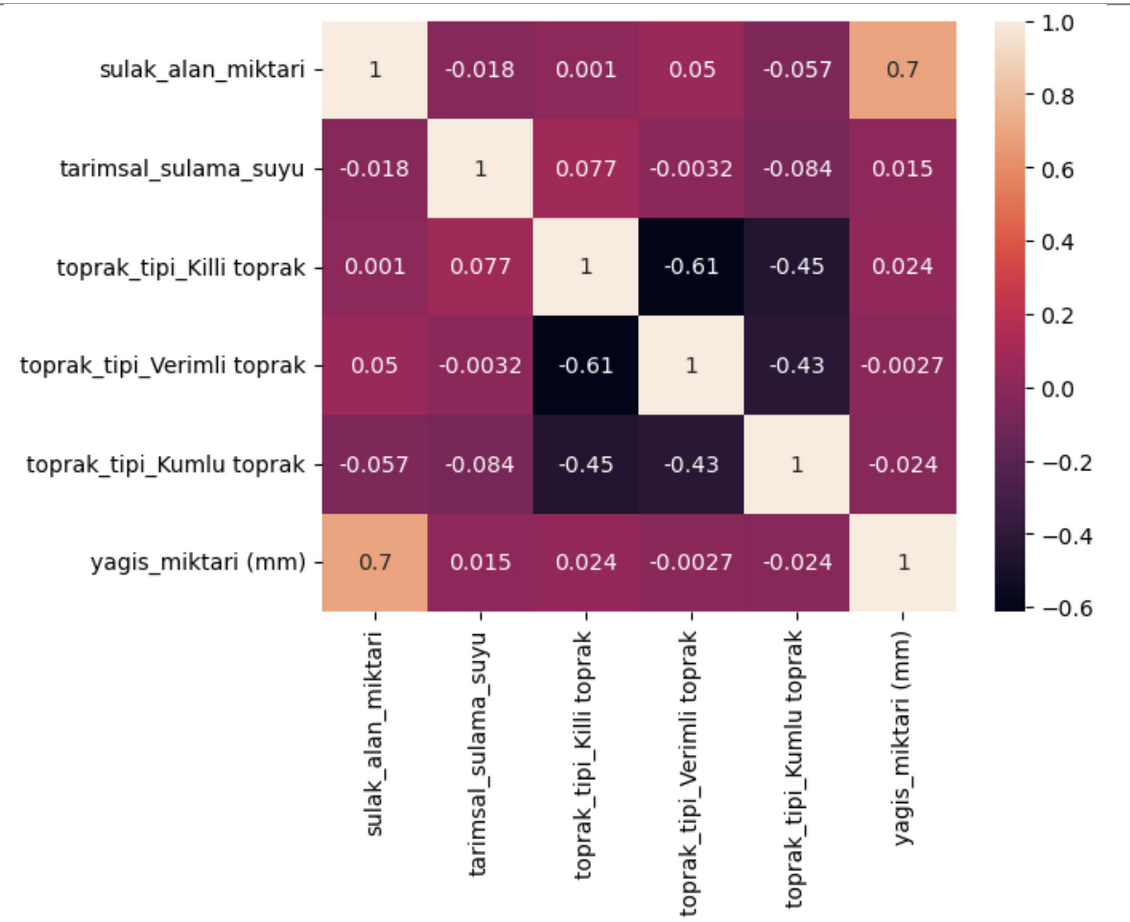 sulak_alan_miktari 1 -0.018 0.001 0.05 -0.057 0.7
tarimsal_sulama_suyu -0.018 1 0.077 -0.0032 -0.084 0.015
toprak_tipi_Killi toprak 0.001 0.077 1 -0.61 -0.45 0.024
toprak_tipi_Verimli toprak 0.05 -0.0032 -0.61 1 -0.43 -0.0027
toprak_tipi_Kumlu toprak -0.057 -0.084 -0.45 -0.43 1 -0.024
yagis_miktari (mm) 0.7 0.015 0.024 -0.0027 -0.024 1
sulak_alan_miktari
tarimsal_sulama_suyu
toprak_tipi_Killi toprak
toprak_tipi_Verimli toprak
toprak_tipi_Kumlu toprak
yagis_miktari (mm)
1.0
0.8
0.6
0.4
0.2
0.0
−0.2
−0.4
−0.6